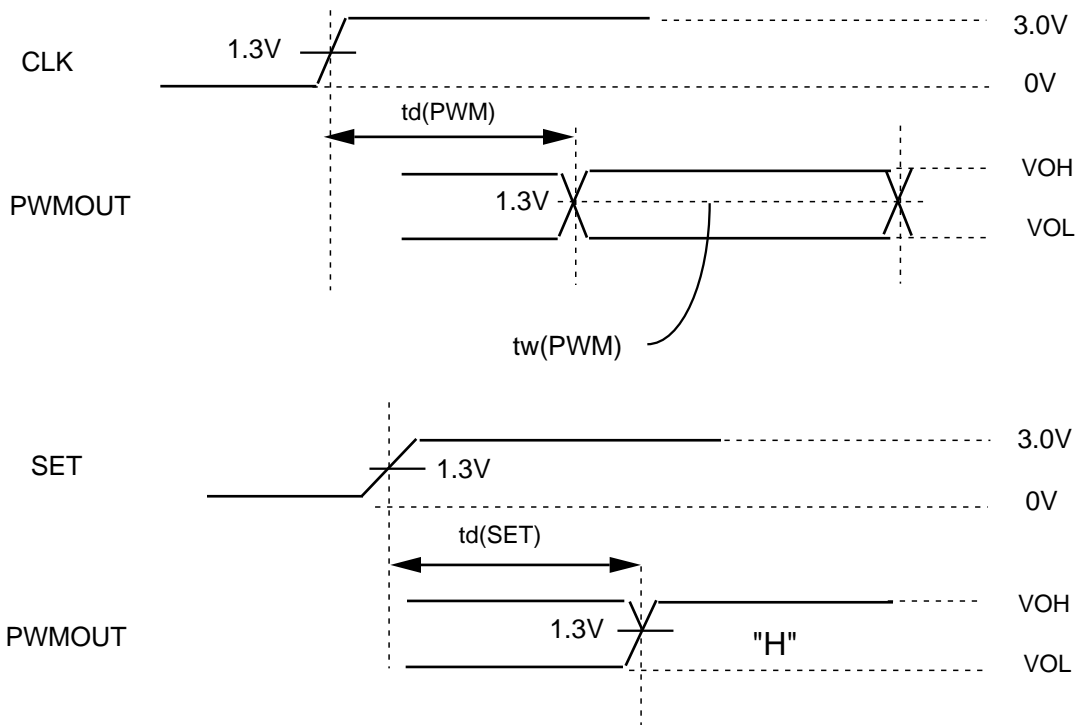 3.0V
1.3V
CLK
0V
td(PWM)
VOH
PWMOUT
1.3V
VOL
tw(PWM)
3.0V
SET
1.3V
0V
td(SET)
VOH
PWMOUT
1.3V
"H"
VOL